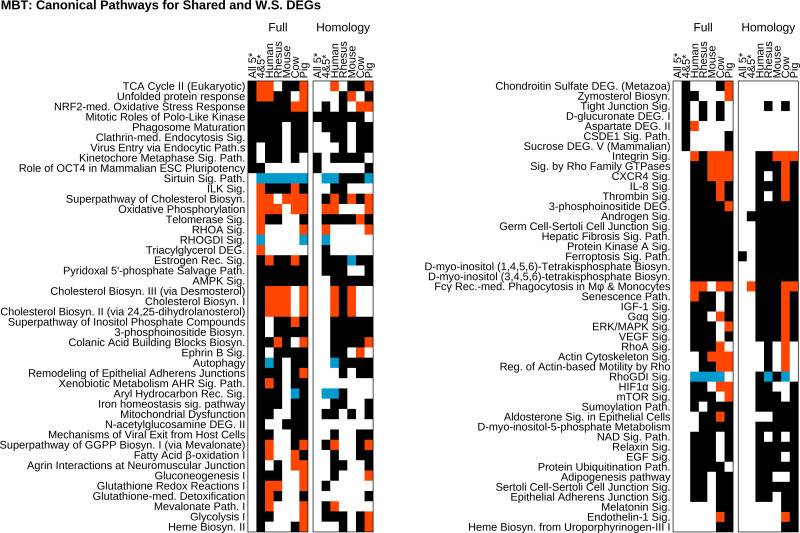 MBT: Canonical Pathways for Shared and W.S. DEGs
Full
Homology
All 5*
4&5*
Human
Rhesus
Mouse
Cow
Pig
All 5*
4&5*
Human
Rhesus
Mouse
Cow
Pig
TCA Cycle II (Eukaryotic)
Unfolded protein response
NRF2-med. Oxidative Stress Response
Mitotic Roles of Polo-Like Kinase
Phagosome Maturation
Clathrin-med. Endocytosis Sig.
Virus Entry via Endocytic Path.s
Kinetochore Metaphase Sig. Path.
Role of OCT4 in Mammalian ESC Pluripotency
Sirtuin Sig. Path.
ILK Sig.
Superpathway of Cholesterol Biosyn.
Oxidative Phosphorylation
Telomerase Sig.
RHOA Sig.
RHOGDI Sig.
Triacylglycerol DEG.
Estrogen Rec. Sig.
Pyridoxal 5'-phosphate Salvage Path.
AMPK Sig.
Cholesterol Biosyn. III (via Desmosterol)
Cholesterol Biosyn. I
Cholesterol Biosyn. II (via 24,25-dihydrolanosterol)
Superpathway of Inositol Phosphate Compounds
3-phosphoinositide Biosyn.
Colanic Acid Building Blocks Biosyn.
Ephrin B Sig.
Autophagy
Remodeling of Epithelial Adherens Junctions
Xenobiotic Metabolism AHR Sig. Path.
Aryl Hydrocarbon Rec. Sig.
Iron homeostasis sig. pathway
Mitochondrial Dysfunction
N-acetylglucosamine DEG. II
Mechanisms of Viral Exit from Host Cells
Superpathway of GGPP Biosyn. I (via Mevalonate)
Fatty Acid β-oxidation I
Agrin Interactions at Neuromuscular Junction
Gluconeogenesis I
Glutathione Redox Reactions I
Glutathione-med. Detoxification
Mevalonate Path. I
Glycolysis I
Heme Biosyn. II
Full
Homology
All 5*
4&5*
Human
Rhesus
Mouse
Cow
Pig
All 5*
4&5*
Human
Rhesus
Mouse
Cow
Pig
Chondroitin Sulfate DEG. (Metazoa)
Zymosterol Biosyn.
Tight Junction Sig.
D-glucuronate DEG. I
Aspartate DEG. II
CSDE1 Sig. Path.
Sucrose DEG. V (Mammalian)
Integrin Sig.
Sig. by Rho Family GTPases
CXCR4 Sig.
IL-8 Sig.
Thrombin Sig.
3-phosphoinositide DEG.
Androgen Sig.
Germ Cell-Sertoli Cell Junction Sig.
Hepatic Fibrosis Sig. Path.
Protein Kinase A Sig.
Ferroptosis Sig. Path.
D-myo-inositol (1,4,5,6)-Tetrakisphosphate Biosyn.
D-myo-inositol (3,4,5,6)-tetrakisphosphate Biosyn.
Fcγ Rec.-med. Phagocytosis in Mφ & Monocytes
Senescence Path.
IGF-1 Sig.
Gαq Sig.
ERK/MAPK Sig.
VEGF Sig.
RhoA Sig.
Actin Cytoskeleton Sig.
Reg. of Actin-based Motility by Rho
RhoGDI Sig.
HIF1α Sig.
mTOR Sig.
Sumoylation Path.
Aldosterone Sig. in Epithelial Cells
D-myo-inositol-5-phosphate Metabolism
NAD Sig. Path.
Relaxin Sig.
EGF Sig.
Protein Ubiquitination Path.
Adipogenesis pathway
Sertoli Cell-Sertoli Cell Junction Sig.
Epithelial Adherens Junction Sig.
Melatonin Sig.
Endothelin-1 Sig.
Heme Biosyn. from Uroporphyrinogen-III I